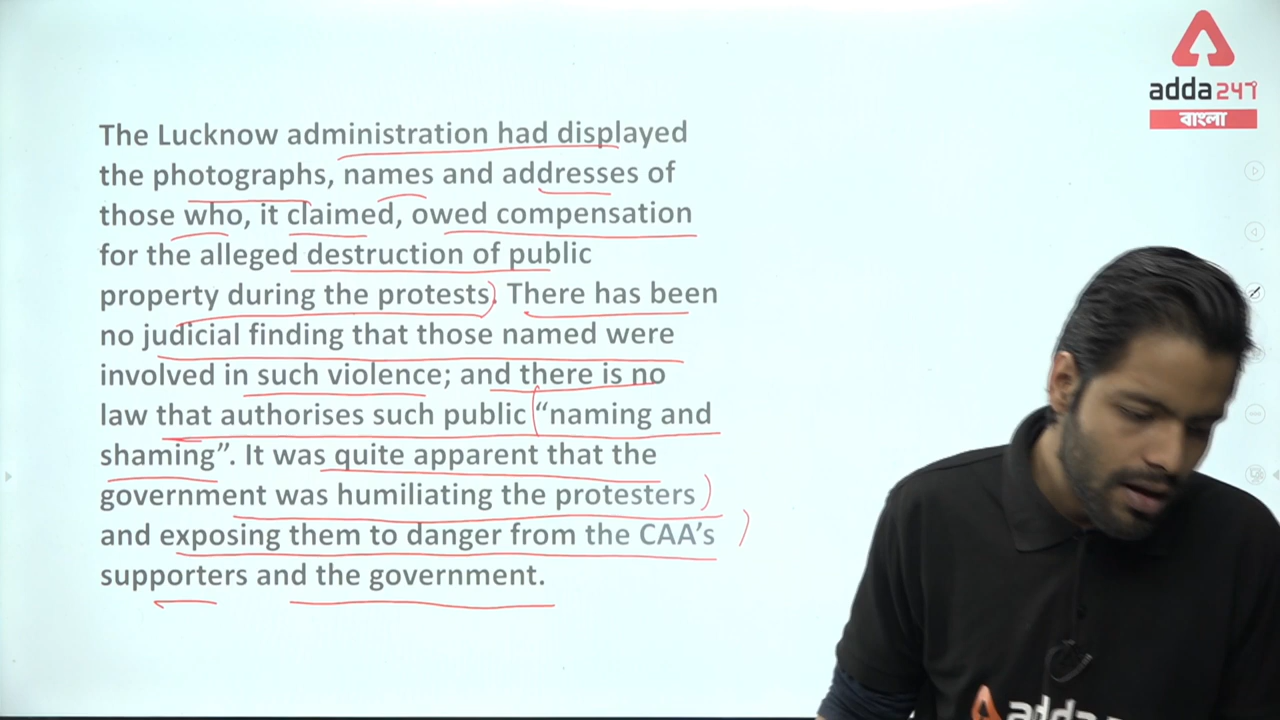 The Lucknow administration had displayed
the photographs, names and addresses of
those who, it claimed, owed compensation
for the alleged destruction of public
property during the protests. There has been
no judicial finding that those named were
involved in such violence; and there is no
law that authorises such public “naming and
shaming”. It was quite apparent that the
government was humiliating the protesters
and exposing them to danger from the CAA’s
supporters and the government.
adda247
বাংলা
adda